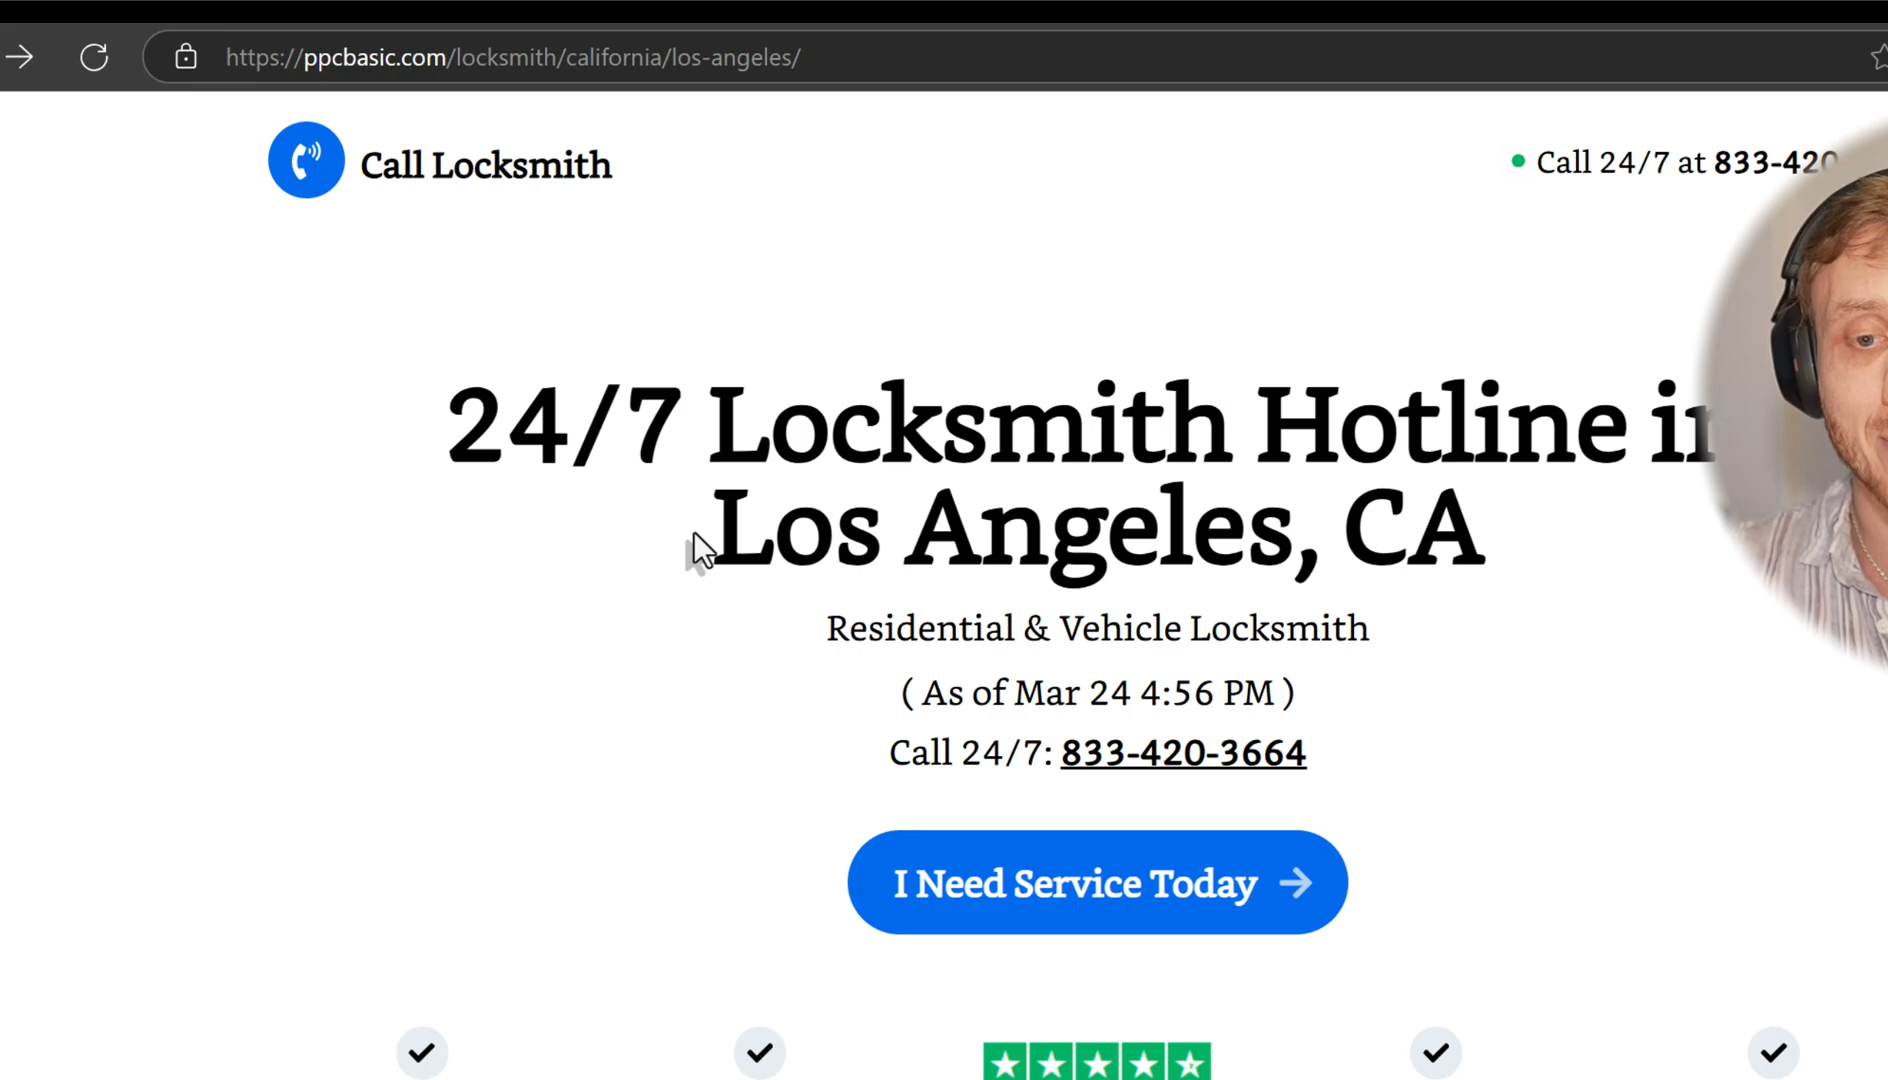 https://ppcbasic.com/locksmith/california/los-angeles/
Call Locksmith
Call 24/7 at 833-420
24/7 Locksmith Hotline in
Los Angeles, CA
Residential & Vehicle Locksmith
( As of Mar 24 4:56 PM )
Call 24/7: 833-420-3664
I Need Service Today